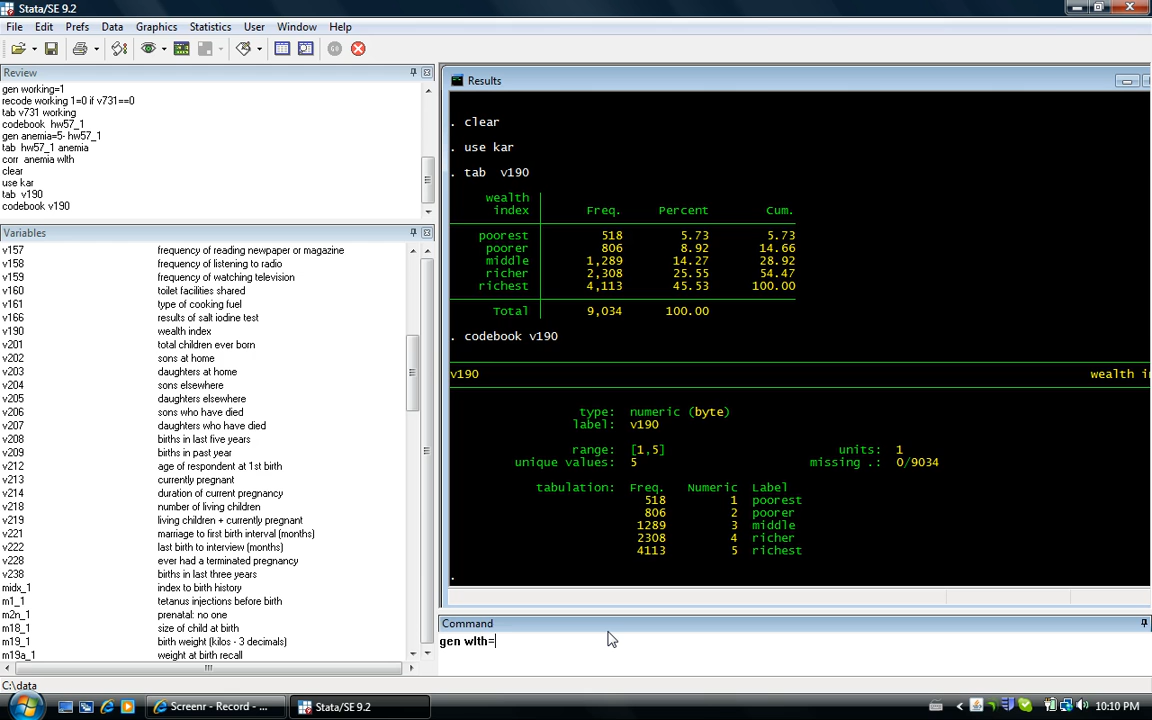 Stata/SE 9.2
File Edit Prefs Data Graphics Statistics User Window Help
Review
gen working=1
recode working 1=0 if v731==0
tab v731 working
codebook hw57_1
gen anemia=5- hw57_1
tab hw57_1 anemia
corr anemia wlth
clear
use kar
tab v190
codebook v190
Variables
v157 frequency of reading newpaper or magazine
v158 frequency of listening to radio
v159 frequency of watching television
v160 toilet facilities shared
v161 type of cooking fuel
v166 results of salt iodine test
v190 wealth index
v201 total children ever born
v202 sons at home
v203 daughters at home
v204 sons elsewhere
v205 daughters elsewhere
v206 sons who have died
v207 daughters who have died
v208 births in last five years
v209 births in past year
v212 age of respondent at 1st birth
v213 currently pregnant
v214 duration of current pregnancy
v218 number of living children
v219 living children + currently pregnant
v221 marriage to first birth interval (months)
v222 last birth to interview (months)
v228 ever had a terminated pregnancy
v238 births in last three years
midx_1 index to birth history
m1_1 tetanus injections before birth
m2n_1 prenatal: no one
m18_1 size of child at birth
m19_1 birth weight (kilos - 3 decimals)
m19a_1 weight at birth recall
Results
. clear
. use kar
. tab v190
wealth
index Freq. Percent Cum.
poorest 518 5.73 5.73
poorer 806 8.92 14.66
middle 1,289 14.27 28.92
richer 2,308 25.55 54.47
richest 4,113 45.53 100.00
Total 9,034 100.00
. codebook v190
v190 wealth i
type: numeric (byte)
label: v190
range: [1,5] units: 1
unique values: 5 missing .: 0/9034
tabulation: Freq. Numeric Label
518 1 poorest
806 2 poorer
1289 3 middle
2308 4 richer
4113 5 richest
.
Command
gen wlth=
C:\data
Screenr - Record - ... Stata/SE 9.2 10:10 PM